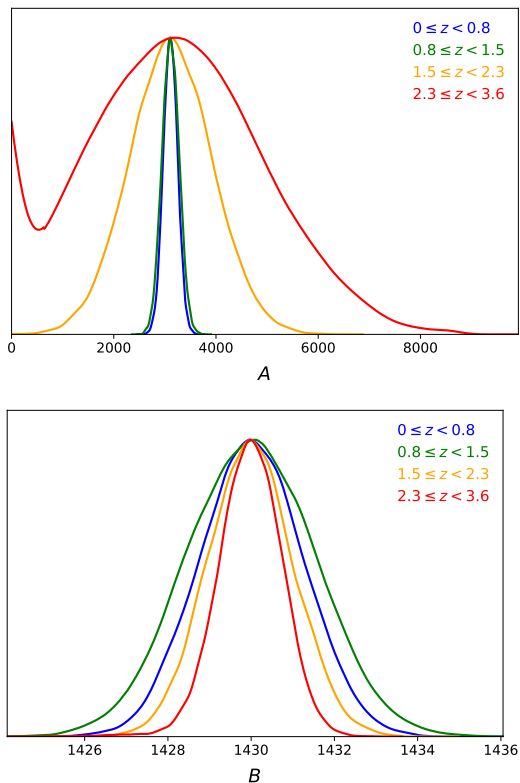 0 ≤ z < 0.8
0.8 ≤ z < 1.5
1.5 ≤ z < 2.3
2.3 ≤ z < 3.6
0 2000 4000 6000 8000
A
0 ≤ z < 0.8
0.8 ≤ z < 1.5
1.5 ≤ z < 2.3
2.3 ≤ z < 3.6
1426 1428 1430 1432 1434 1436
B